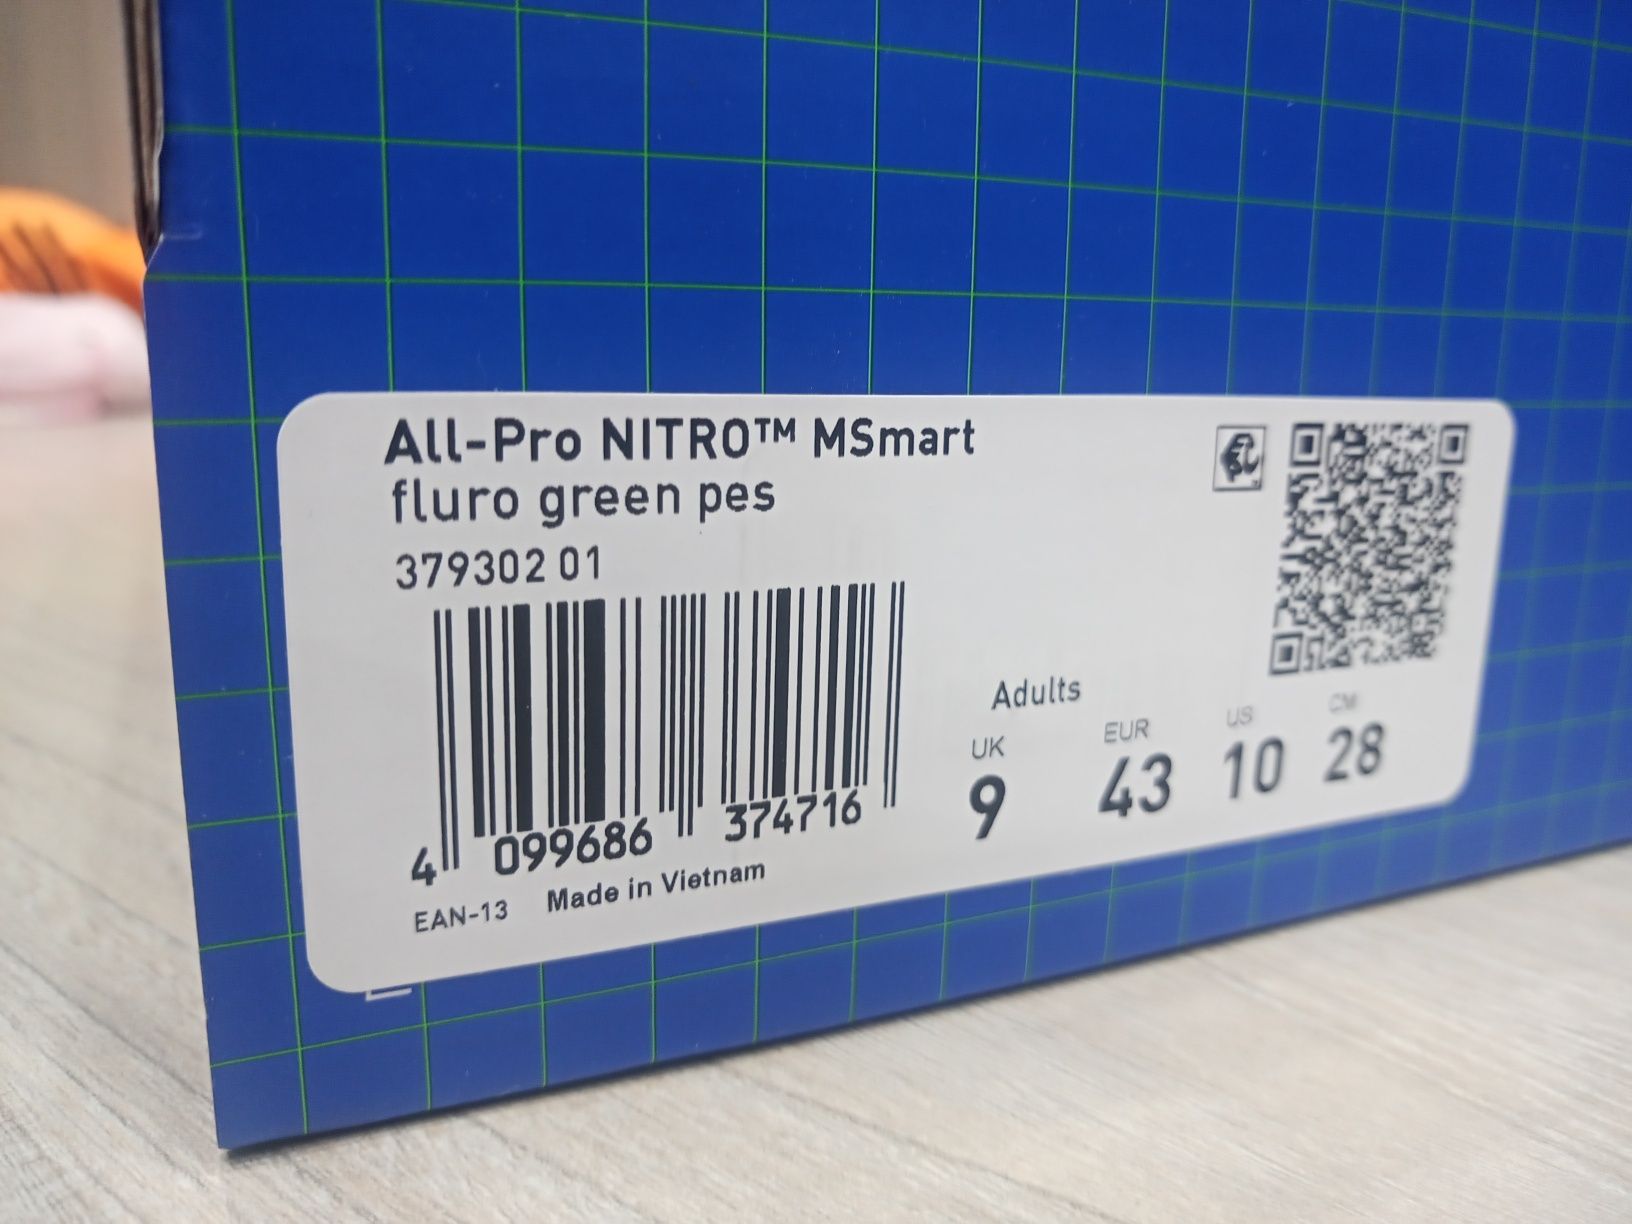 All-Pro NITRO™ MSmart
fluro green pes
379302 01
4 099686 374716
EAN-13 Made in Vietnam
Adults
UK EUR US CM
9 43 10 28